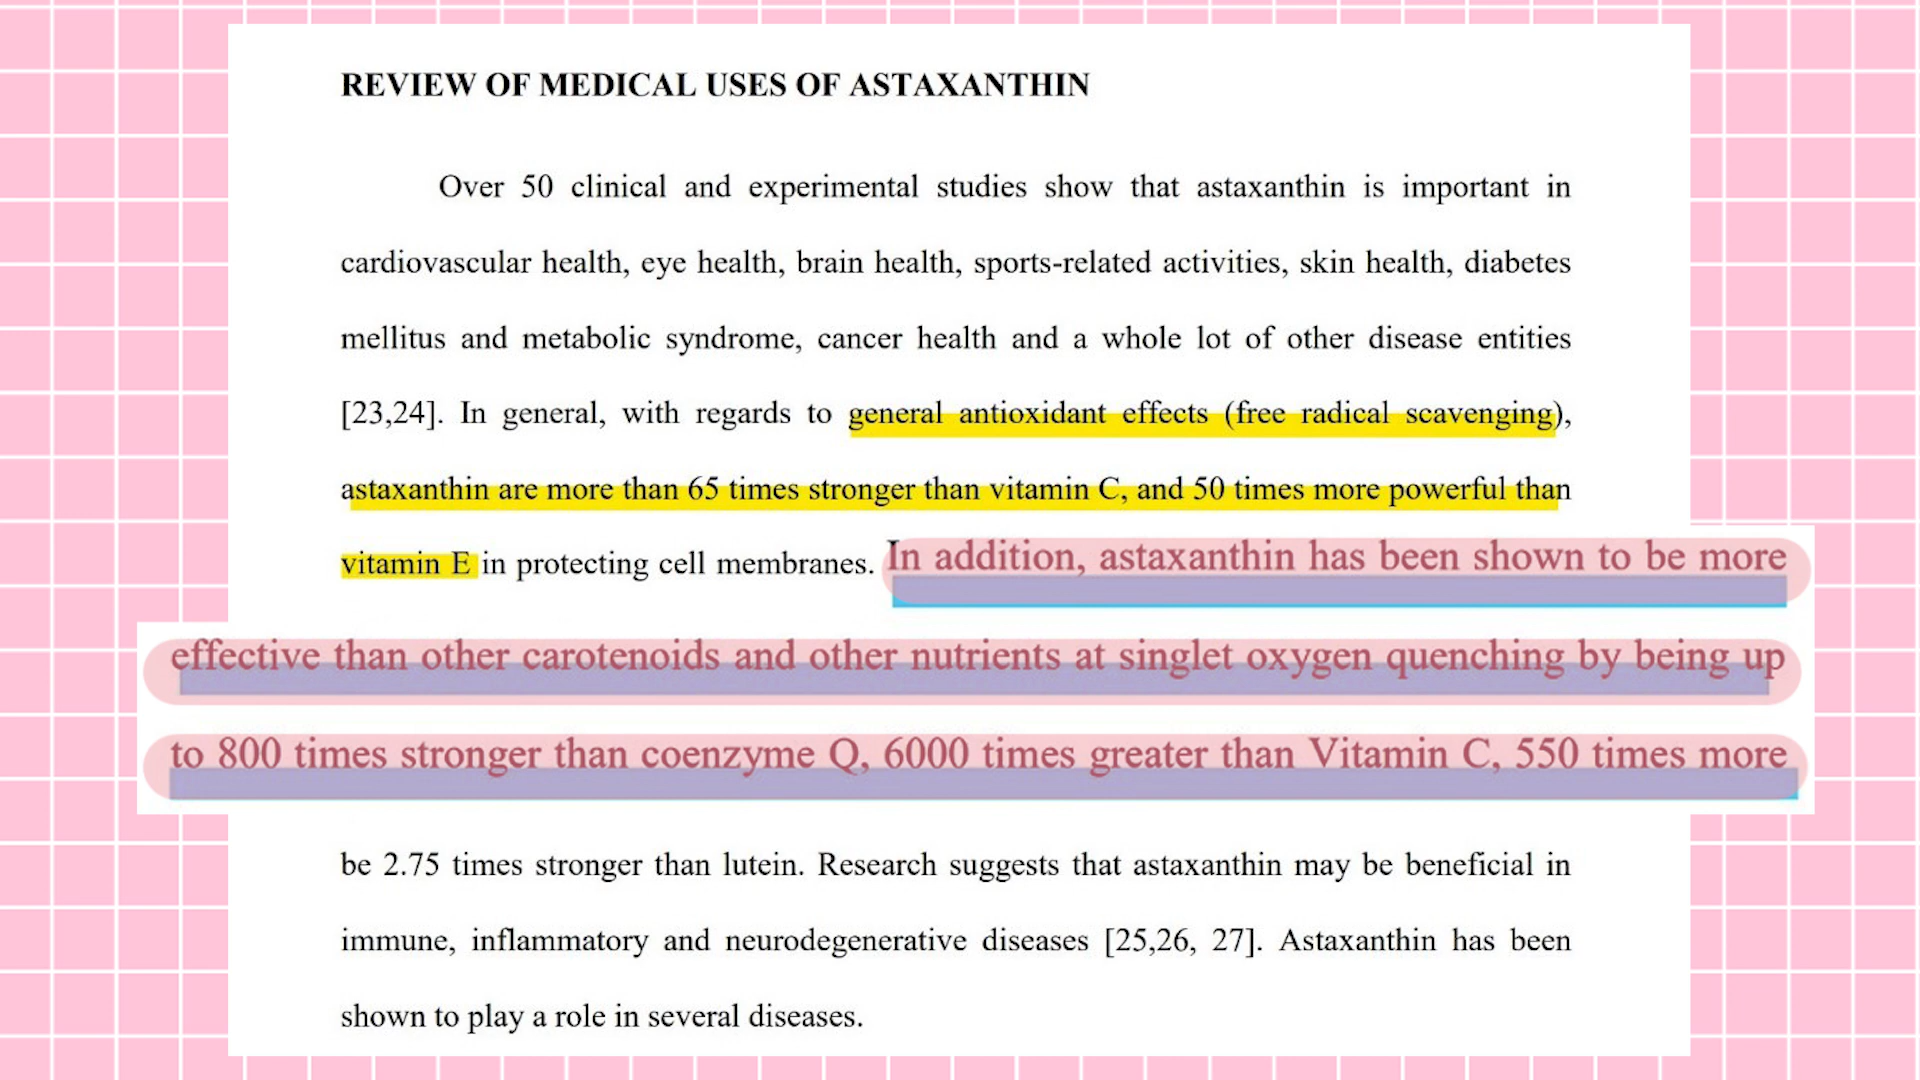 REVIEW OF MEDICAL USES OF ASTAXANTHIN
Over 50 clinical and experimental studies show that astaxanthin is important in
cardiovascular health, eye health, brain health, sports-related activities, skin health, diabetes
mellitus and metabolic syndrome, cancer health and a whole lot of other disease entities
[23,24]. In general, with regards to general antioxidant effects (free radical scavenging),
astaxanthin are more than 65 times stronger than vitamin C, and 50 times more powerful than
vitamin E in protecting cell membranes. In addition, astaxanthin has been shown to be more
effective than other carotenoids and other nutrients at singlet oxygen quenching by being up
to 800 times stronger than coenzyme Q, 6000 times greater than Vitamin C, 550 times more
be 2.75 times stronger than lutein. Research suggests that astaxanthin may be beneficial in
immune, inflammatory and neurodegenerative diseases [25,26, 27]. Astaxanthin has been
shown to play a role in several diseases.